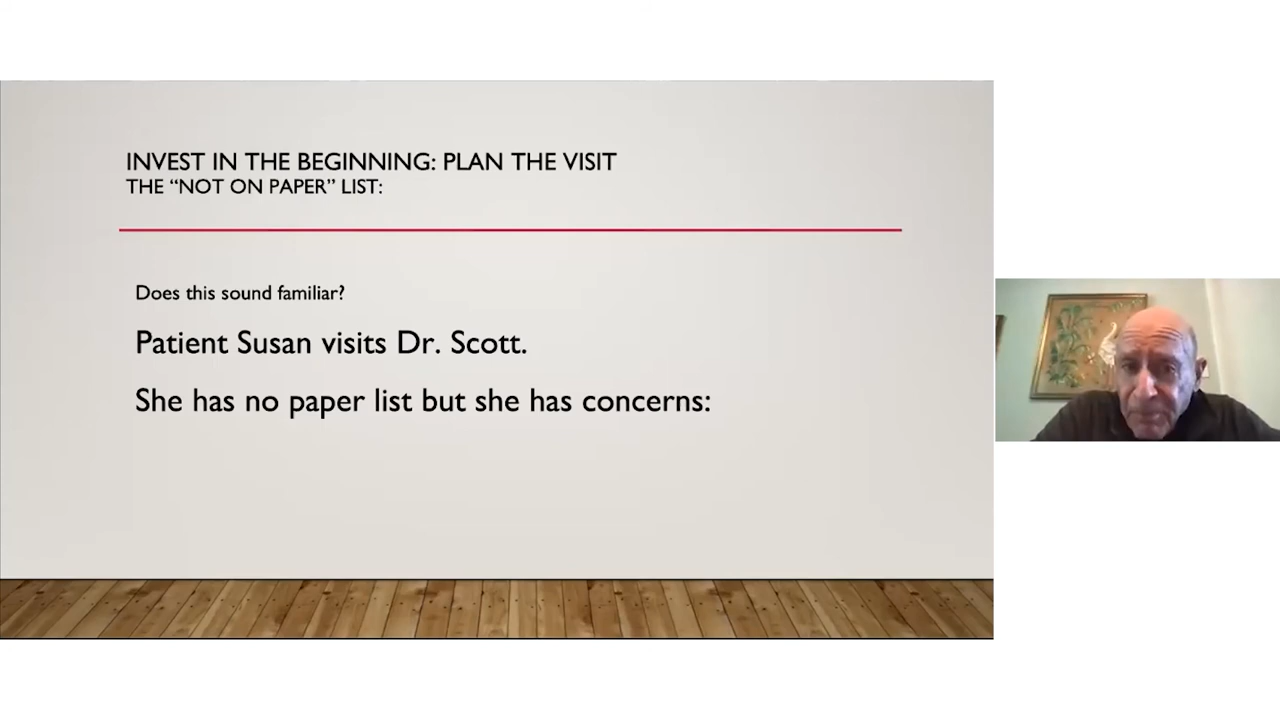 INVEST IN THE BEGINNING: PLAN THE VISIT
THE “NOT ON PAPER” LIST:
Does this sound familiar?
Patient Susan visits Dr. Scott.
She has no paper list but she has concerns: